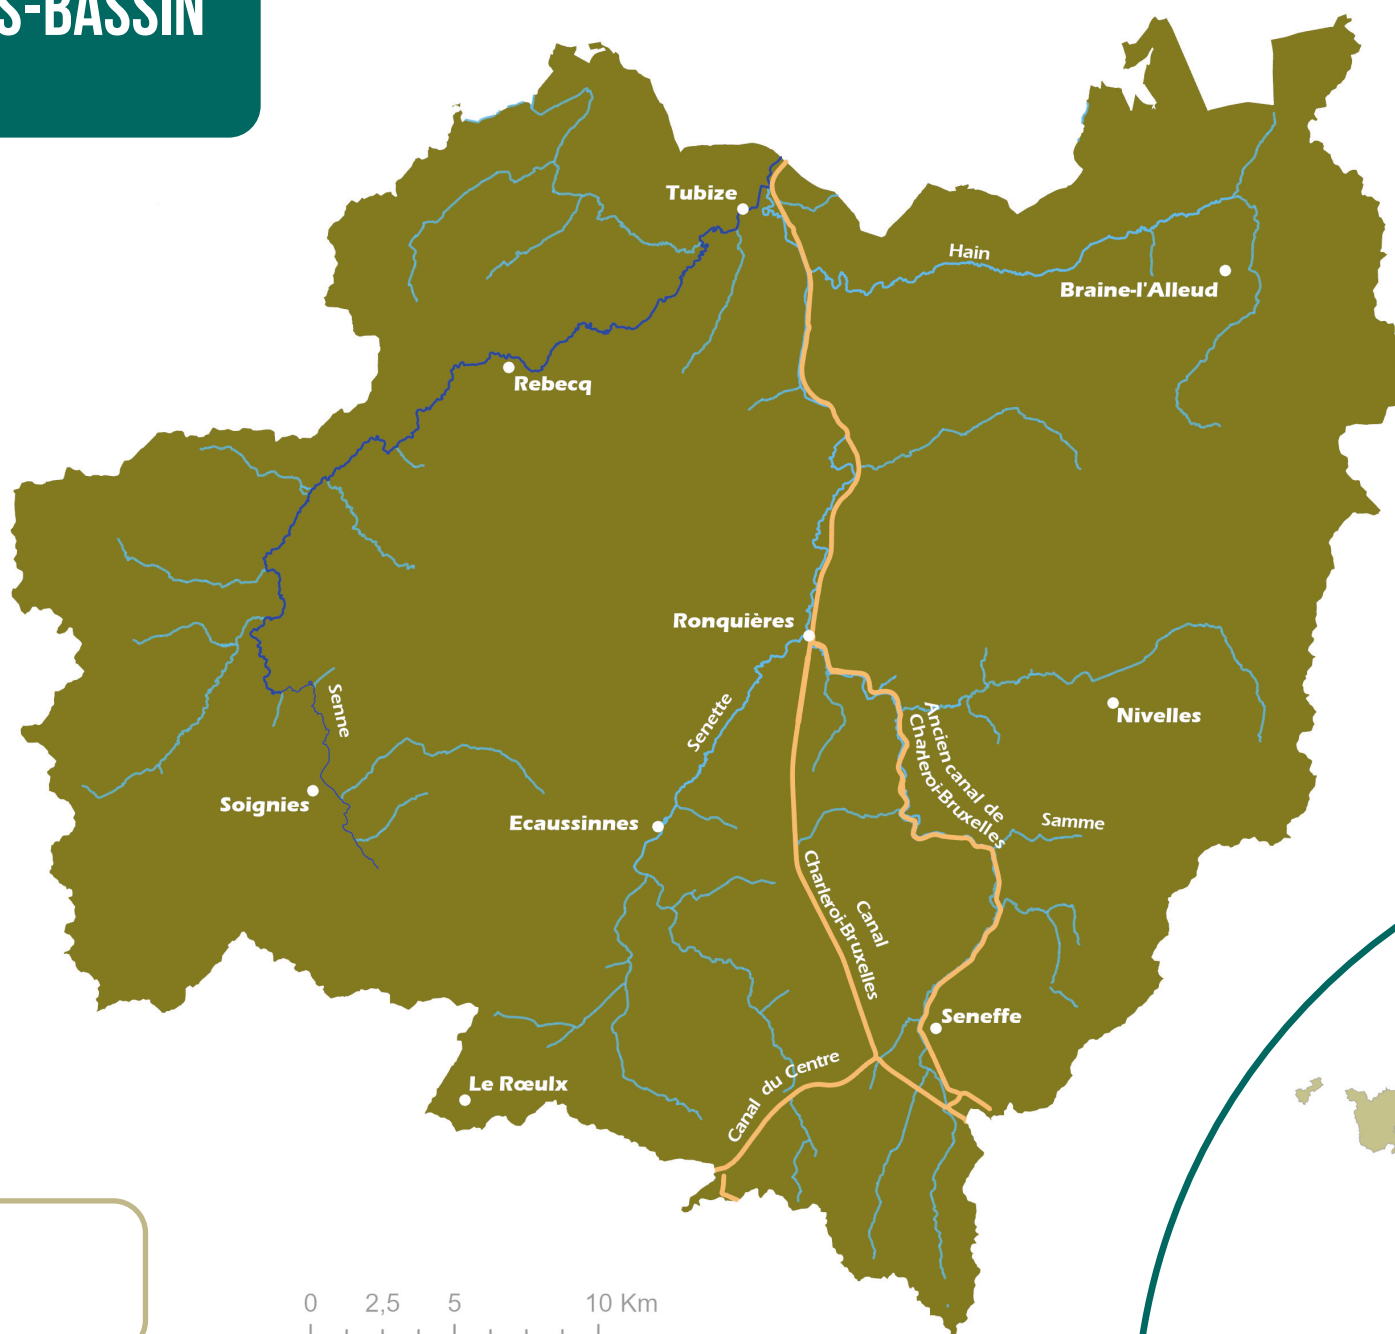 S-BASSIN
Tubize
Hain
Braine-l'Alleud
Rebecq
Ronquières
Senne
Senette
Nivelles
Ancien canal de
Charleroi-Bruxelles
Soignies
Ecaussinnes
Samme
Canal
Charleroi-Bruxelles
Seneffe
Canal du Centre
Le Rœulx
0 2,5 5 10 Km